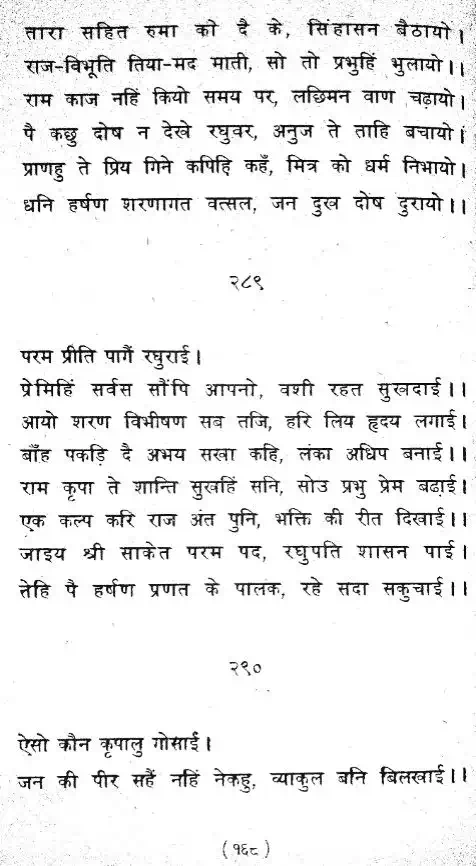 तारा सहित रुमा को दै के, सिंहासन बैठायो।
राज-विभूति तिया-मद माती, सो तो प्रभुहिं भुलायो।।
राम काज नहिं कियो समय पर, लछिमन वाण चढ़ायो।
पै कछु दोष न देखे रघुवर, अनुज ते ताहि बचायो।
प्राणहु ते प्रिय गिने कपिहि कहँ, मित्र को धर्म निभायो।
धनि हर्षण शरणागत वत्सल, जन दुख दोष दुरायो।।
२८९
परम प्रीति पागैं रघुराई।
प्रेमिहिं सर्वस सौंपि आपनो, वशी रहत सुखदाई।।
आयो शरण विभीषण सब तजि, हरि लिय हृदय लगाई।
बाँह पकड़ि दै अभय सखा कहि, लंका अधिप बनाई।।
राम कृपा ते शान्ति सुखहिं सनि, सोउ प्रभु प्रेम बढ़ाई।
एक कल्प करि राज अंत पुनि, भक्ति की रीत दिखाई।।
जाइय श्री साकेत परम पद, रघुपति शासन पाई।
तेहि पै हर्षण प्रणत के पालक, रहे सदा सकुचाई।।
२९०
ऐसो कौन कृपालु गोसाईं।
जन की पीर सहैं नहिं नेकहु, व्याकुल बनि बिलखाई।।
(१६८)